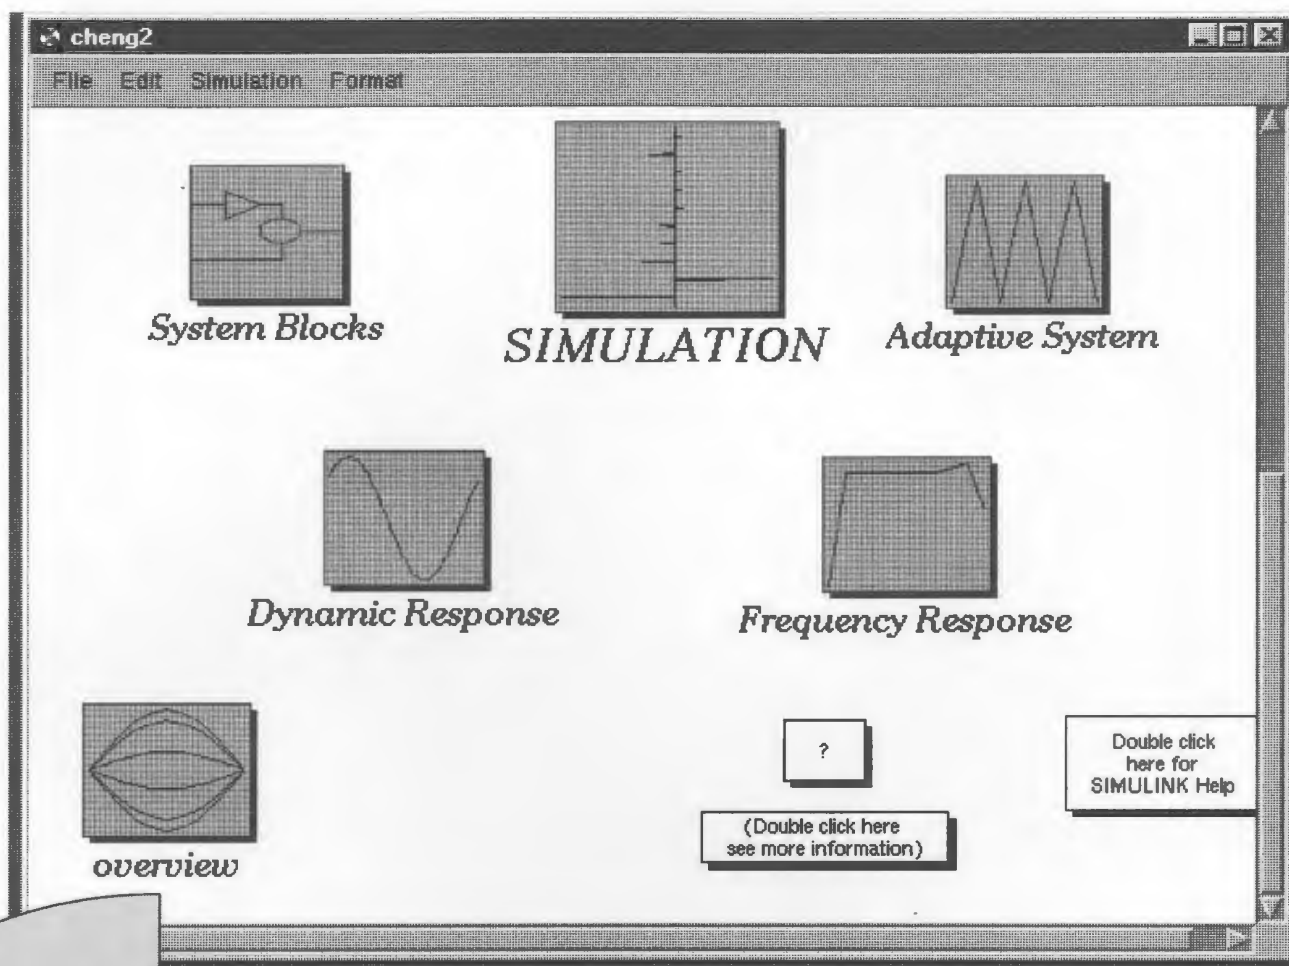 cheng2
File Edit Simulation Format
System Blocks
SIMULATION
Adaptive System
Dynamic Response
Frequency Response
overview
?
(Double click here
see more information)
Double click
here for
SIMULINK Help